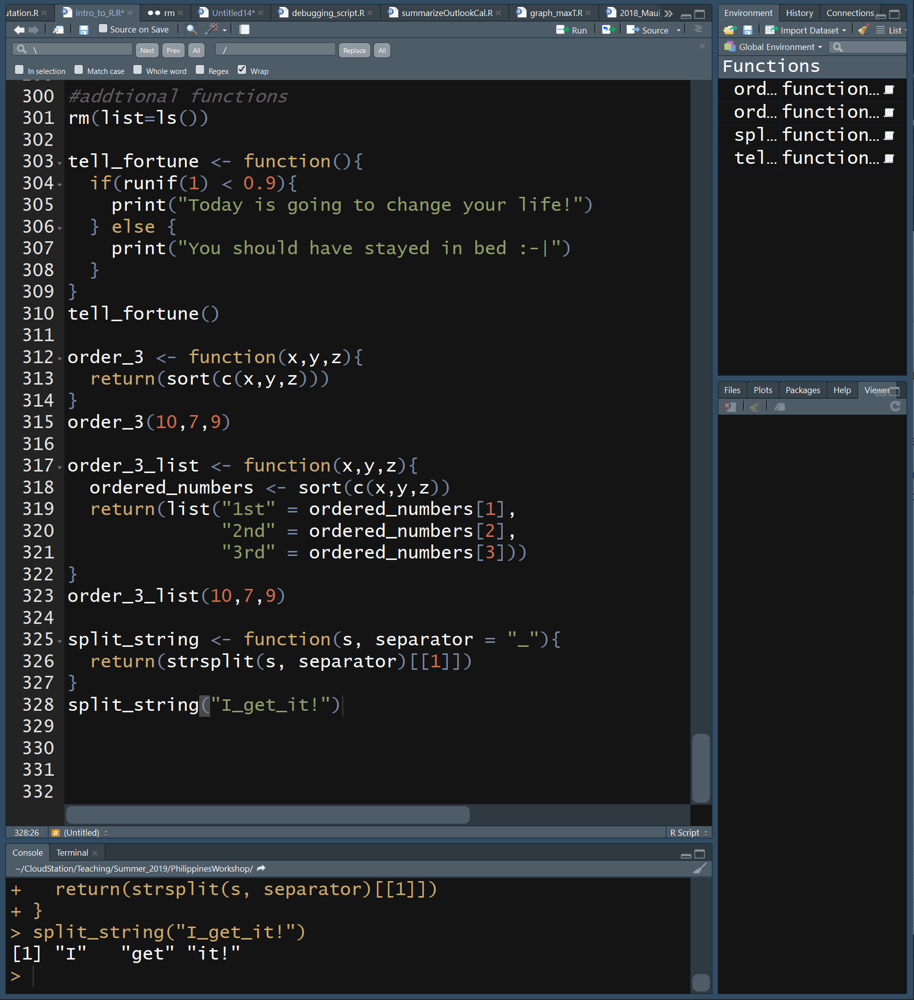 utation.R
intro_to_R.R*
rm
Untitled14*
debugging_script.R
summarizeOutlookCal.R
graph_maxT.R
2018_Maui
Source on Save
Run
Source
\
Next
Prev
All
/
Replace
All
In selection
Match case
Whole word
Regex
Wrap
300 #addtional functions
301 rm(list=ls())
302
303 tell_fortune <- function(){
304   if(runif(1) < 0.9){
305     print("Today is going to change your life!")
306   } else {
307     print("You should have stayed in bed :-|")
308   }
309 }
310 tell_fortune()
311
312 order_3 <- function(x,y,z){
313   return(sort(c(x,y,z)))
314 }
315 order_3(10,7,9)
316
317 order_3_list <- function(x,y,z){
318   ordered_numbers <- sort(c(x,y,z))
319   return(list("1st" = ordered_numbers[1],
320               "2nd" = ordered_numbers[2],
321               "3rd" = ordered_numbers[3]))
322 }
323 order_3_list(10,7,9)
324
325 split_string <- function(s, separator = "_"){
326   return(strsplit(s, separator)[[1]])
327 }
328 split_string("I_get_it!")
329
330
331
332
328:26
# (Untitled)
R Script
Console
Terminal
~/CloudStation/Teaching/Summer_2019/PhilippinesWorkshop/
+   return(strsplit(s, separator)[[1]])
+ }
> split_string("I_get_it!")
[1] "I"   "get" "it!"
>
Environment
History
Connections
Import Dataset
List
Global Environment
Functions
ord... function...
ord... function...
spl... function...
tel... function...
Files
Plots
Packages
Help
Viewer